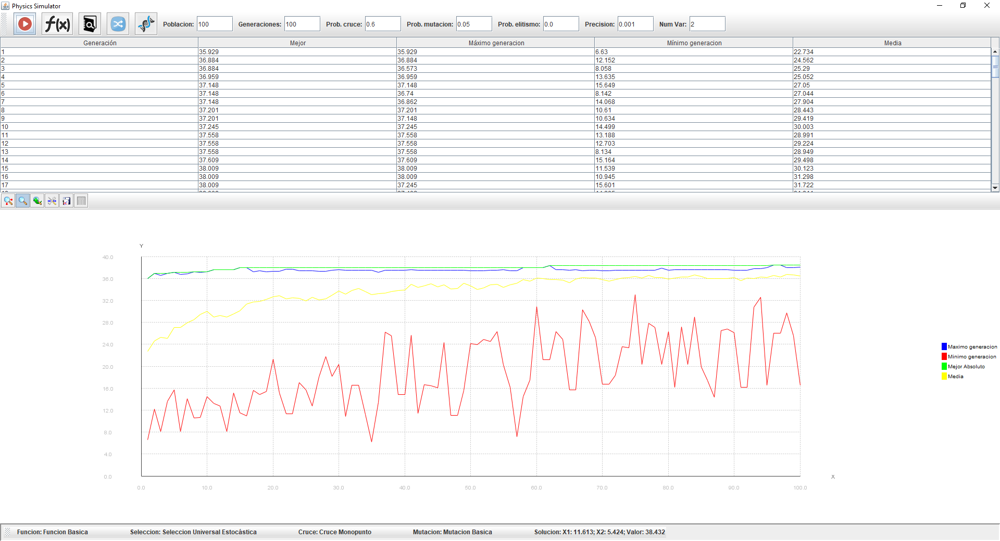 Physics Simulator
f(x) Poblacion: 100 Generaciones: 100 Prob. cruce: 0.6 Prob. mutacion: 0.05 Prob. elitismo: 0.0 Precision: 0.001 Num Var: 2
Generación Mejor Máximo generacion Mínimo generacion Media
1 35.929 35.929 6.63 22.734
2 36.884 36.884 12.152 24.562
3 36.884 36.573 8.058 25.29
4 36.959 36.959 13.635 25.052
5 37.148 37.148 15.649 27.05
6 37.148 36.74 8.142 27.044
7 37.148 36.862 14.068 27.904
8 37.201 37.201 10.61 28.443
9 37.201 37.148 10.634 29.419
10 37.245 37.245 14.499 30.003
11 37.558 37.558 13.188 28.991
12 37.558 37.558 12.703 29.224
13 37.558 37.558 8.134 28.949
14 37.609 37.609 15.164 29.498
15 38.009 38.009 11.539 30.123
16 38.009 38.009 10.945 31.298
17 38.009 37.245 15.601 31.722
Y
40.0
36.0
32.0
28.0
24.0
20.0
16.0
12.0
8.0
4.0
0.0
X
0.0 10.0 20.0 30.0 40.0 50.0 60.0 70.0 80.0 90.0 100.0
Maximo generacion
Minimo generacion
Mejor Absoluto
Media
Funcion: Funcion Basica Seleccion: Seleccion Universal Estocástica Cruce: Cruce Monopunto Mutacion: Mutacion Basica Solucion: X1: 11.613; X2: 5.424; Valor: 38.432